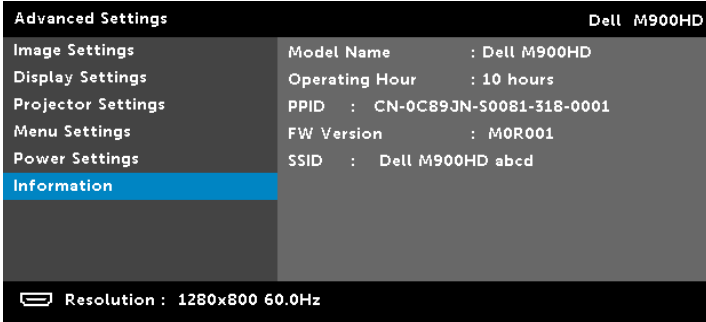 Advanced Settings Dell M900HD
Image Settings
Display Settings
Projector Settings
Menu Settings
Power Settings
Information
Model Name : Dell M900HD
Operating Hour : 10 hours
PPID : CN-0C89JN-S0081-318-0001
FW Version : M0R001
SSID : Dell M900HD abcd
Resolution : 1280x800 60.0Hz